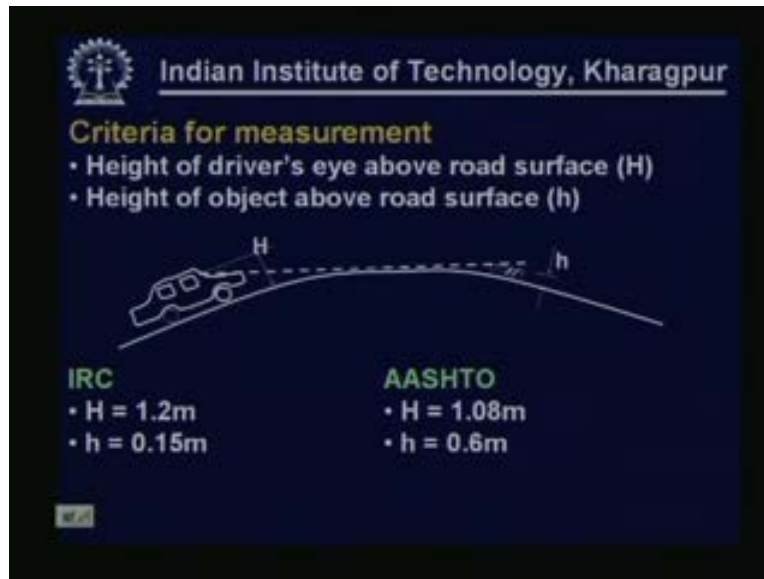 Indian Institute of Technology, Kharagpur
Criteria for measurement
• Height of driver's eye above road surface (H)
• Height of object above road surface (h)
H
h
IRC
• H = 1.2m
• h = 0.15m
AASHTO
• H = 1.08m
• h = 0.6m